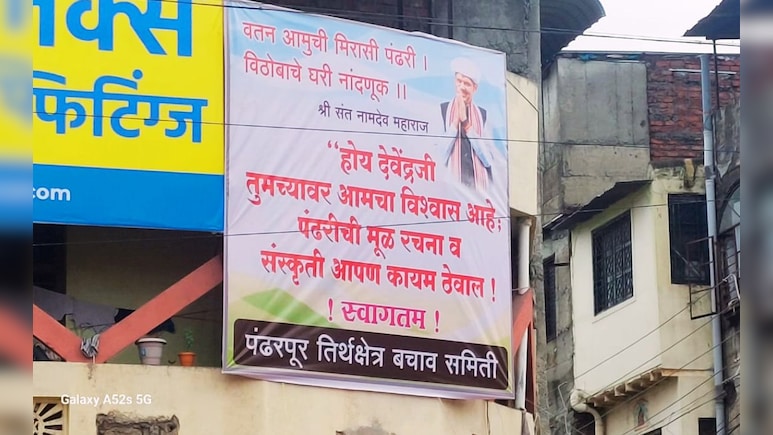 क्स
फिटिंग्ज
.com
वतन आमुची मिरासी पंढरी ।
विठोबाचे घरी नांदणूक ।।
श्री संत नामदेव महाराज
“होय देवेंद्रजी
तुमच्यावर आमचा विश्वास आहे;
पंढरीची मूळ रचना व
संस्कृती आपण कायम ठेवाल !
! स्वागतम !
पंढरपूर तिर्थक्षेत्र बचाव समिती
Galaxy A52s 5G